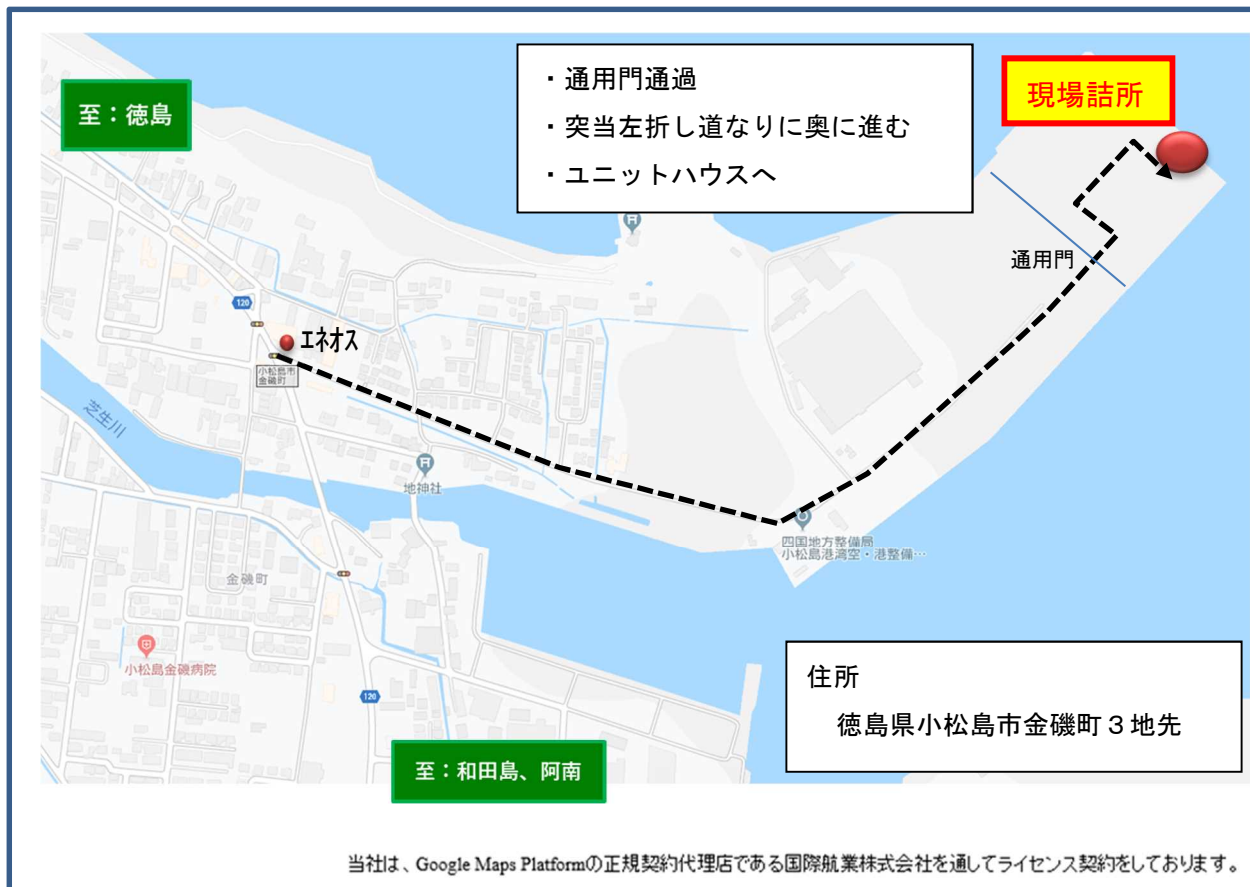 至：徳島
・通用門通過
・突当左折し道なりに奥に進む
・ユニットハウスへ
現場詰所
通用門
120
ｴﾈｵｽ
小松島市
金磯町
芝生川
地神社
四国地方整備局
小松島港湾空・港整備…
金磯町
小松島金磯病院
120
住所
徳島県小松島市金磯町３地先
至：和田島、阿南
当社は、Google Maps Platformの正規契約代理店である国際航業株式会社を通してライセンス契約をしております。